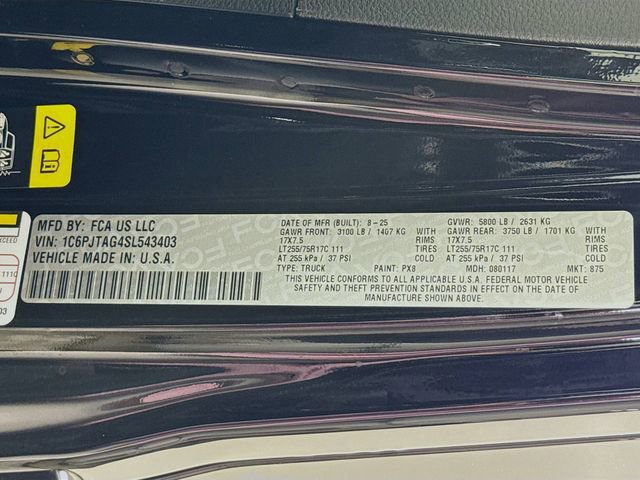 MFD BY: FCA US LLC
VIN: 1C6PJTAG4SL543403
VEHICLE MADE IN: U.S.A.
DATE OF MFR (BUILT): 8-25 GVWR: 5800 LB / 2631 KG
GAWR FRONT: 3100 LB / 1407 KG GAWR REAR: 3750 LB / 1701 KG
17X7.5 RIMS 17X7.5 RIMS
LT255/75R17C 111 TIRES LT255/75R17C 111 TIRES
AT 255 kPa / 37 PSI COLD AT 255 kPa / 37 PSI COLD
TYPE: TRUCK PAINT: PX8 MDH: 080117 MKT: 875
THIS VEHICLE CONFORMS TO ALL APPLICABLE U.S.A. FEDERAL MOTOR VEHICLE
SAFETY AND THEFT PREVENTION STANDARDS IN EFFECT ON THE DATE OF
MANUFACTURE SHOWN ABOVE.
111C
03